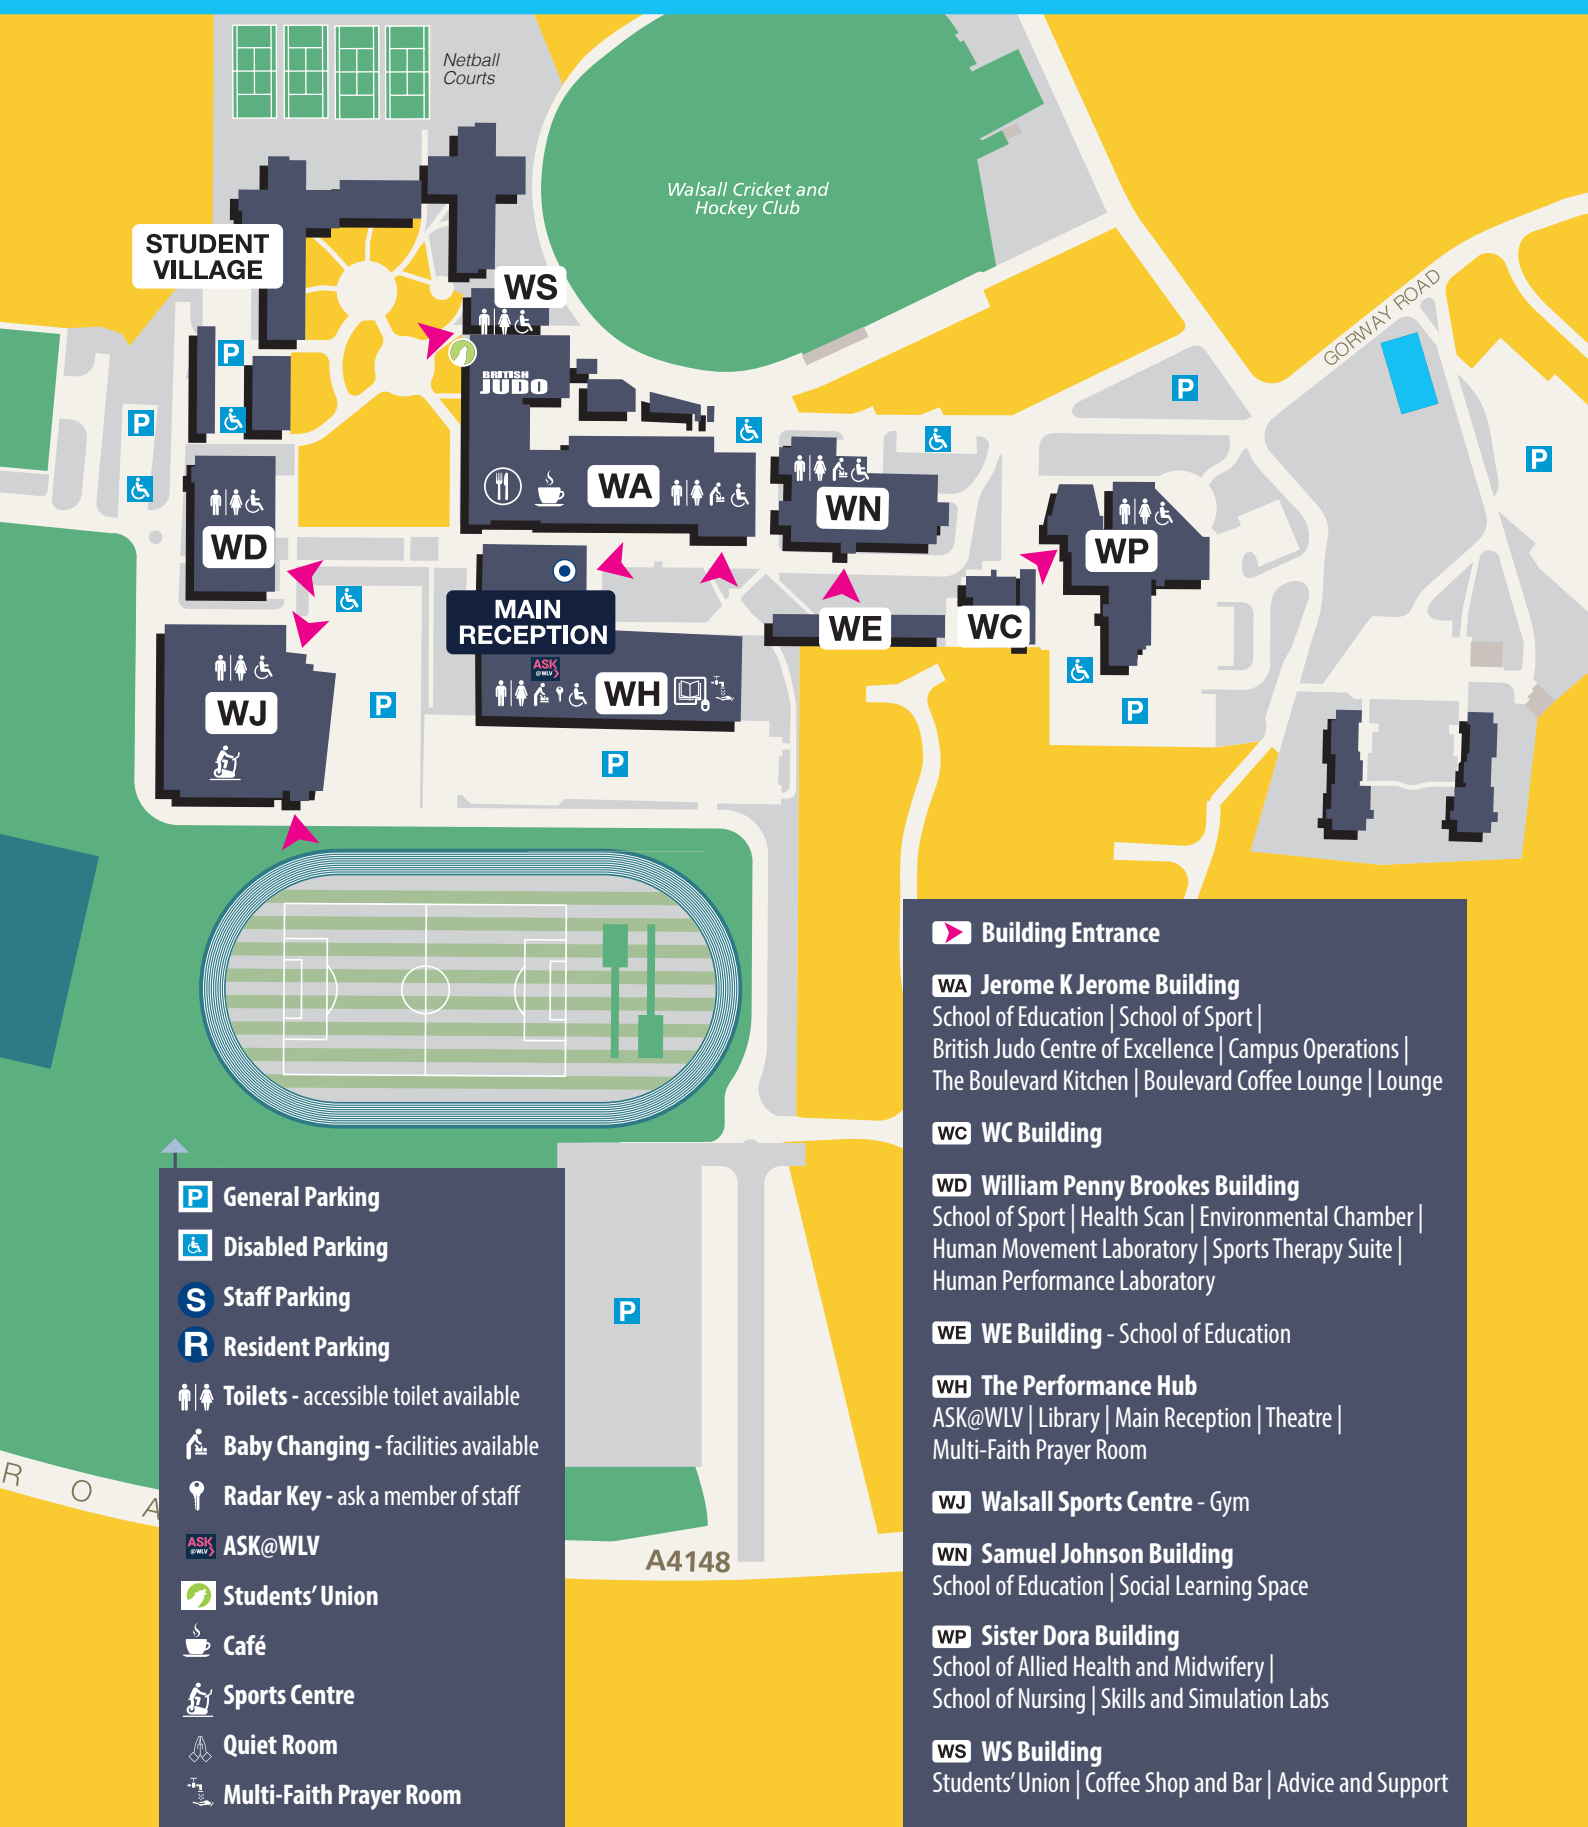 Netball
Courts
Walsall Cricket and
Hockey Club
STUDENT
VILLAGE
WS
GORWAY ROAD
P
BRITISH
JUDO
P
P
P
WA
WN
WD
WP
MAIN
RECEPTION
WE
WC
ASK
@WLV
WH
WJ
P
P
P
P
A4148
R O A
P General Parking
Disabled Parking
S Staff Parking
R Resident Parking
Toilets - accessible toilet available
Baby Changing - facilities available
Radar Key - ask a member of staff
ASK @WLV ASK@WLV
Students' Union
Café
Sports Centre
Quiet Room
Multi-Faith Prayer Room
Building Entrance
WA Jerome K Jerome Building
School of Education | School of Sport |
British Judo Centre of Excellence | Campus Operations |
The Boulevard Kitchen | Boulevard Coffee Lounge | Lounge
WC WC Building
WD William Penny Brookes Building
School of Sport | Health Scan | Environmental Chamber |
Human Movement Laboratory | Sports Therapy Suite |
Human Performance Laboratory
WE WE Building - School of Education
WH The Performance Hub
ASK@WLV | Library | Main Reception | Theatre |
Multi-Faith Prayer Room
WJ Walsall Sports Centre - Gym
WN Samuel Johnson Building
School of Education | Social Learning Space
WP Sister Dora Building
School of Allied Health and Midwifery |
School of Nursing | Skills and Simulation Labs
WS WS Building
Students' Union | Coffee Shop and Bar | Advice and Support